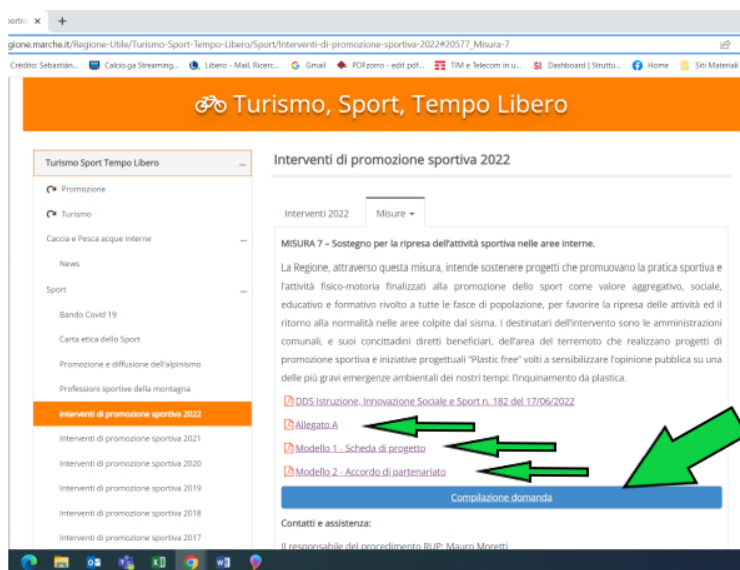 gione.marche.it/Regione-Utile/Turismo-Sport-Tempo-Libero/Sport/Interventi-di-promozione-sportiva-2022#20577_Misura-7
Crédito: Sebastián... Calcio.ga Streaming... Libero - Mail, Ricerc... Gmail PDFzorro - edit pdf... TIM e Telecom in u... Dashboard | Struttu... Home Siti Materiali
Turismo, Sport, Tempo Libero
Turismo Sport Tempo Libero
Promozione
Turismo
Caccia e Pesca acque interne
News
Sport
Bando Covid 19
Carta etica dello Sport
Promozione e diffusione dell'alpinismo
Professioni sportive della montagna
Interventi di promozione sportiva 2022
Interventi di promozione sportiva 2021
Interventi di promozione sportiva 2020
Interventi di promozione sportiva 2019
Interventi di promozione sportiva 2018
Interventi di promozione sportiva 2017
Interventi di promozione sportiva 2022
Interventi 2022 Misure
MISURA 7 – Sostegno per la ripresa dell'attività sportiva nelle aree interne.
La Regione, attraverso questa misura, intende sostenere progetti che promuovano la pratica sportiva e
l'attività fisico-motoria finalizzati alla promozione dello sport come valore aggregativo, sociale,
educativo e formativo rivolto a tutte le fasce di popolazione, per favorire la ripresa delle attività ed il
ritorno alla normalità nelle aree colpite dal sisma. I destinatari dell'intervento sono le amministrazioni
comunali, e suoi concittadini diretti beneficiari, dell'area del terremoto che realizzano progetti di
promozione sportiva e iniziative progettuali "Plastic free" volti a sensibilizzare l'opinione pubblica su una
delle più gravi emergenze ambientali dei nostri tempi: l'inquinamento da plastica.
DDS Istruzione, Innovazione Sociale e Sport n. 182 del 17/06/2022
Allegato A
Modello 1 - Scheda di progetto
Modello 2 - Accordo di partenariato
Compilazione domanda
Contatti e assistenza:
Il responsabile del procedimento RUP: Mauro Moretti